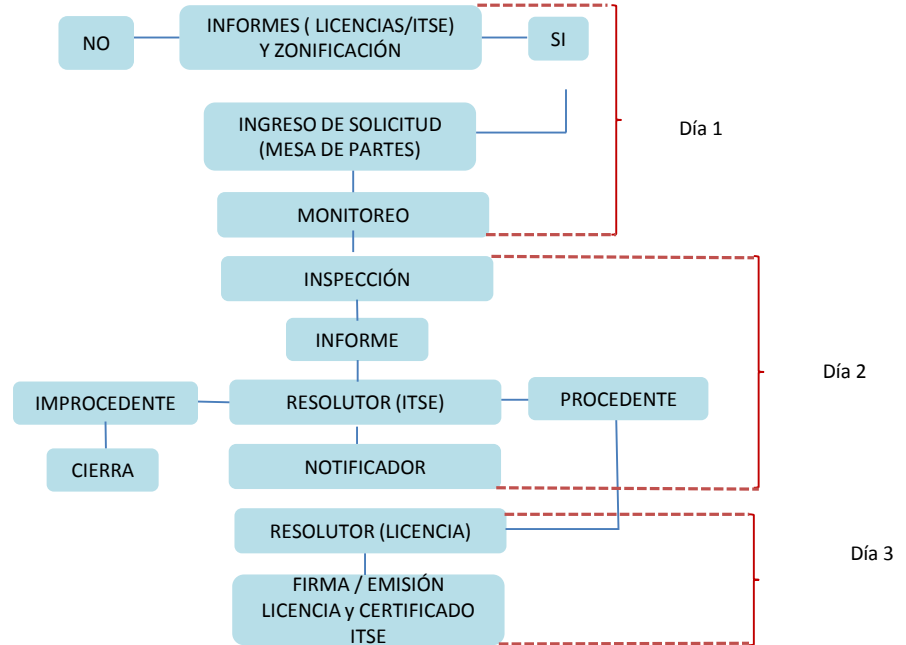 INFORMES ( LICENCIAS/ITSE)
Y ZONIFICACIÓN
NO
SI
INGRESO DE SOLICITUD
(MESA DE PARTES)
Día 1
MONITOREO
INSPECCIÓN
INFORME
Día 2
IMPROCEDENTE
RESOLUTOR (ITSE)
PROCEDENTE
CIERRA
NOTIFICADOR
RESOLUTOR (LICENCIA)
Día 3
FIRMA / EMISIÓN
LICENCIA y CERTIFICADO
ITSE